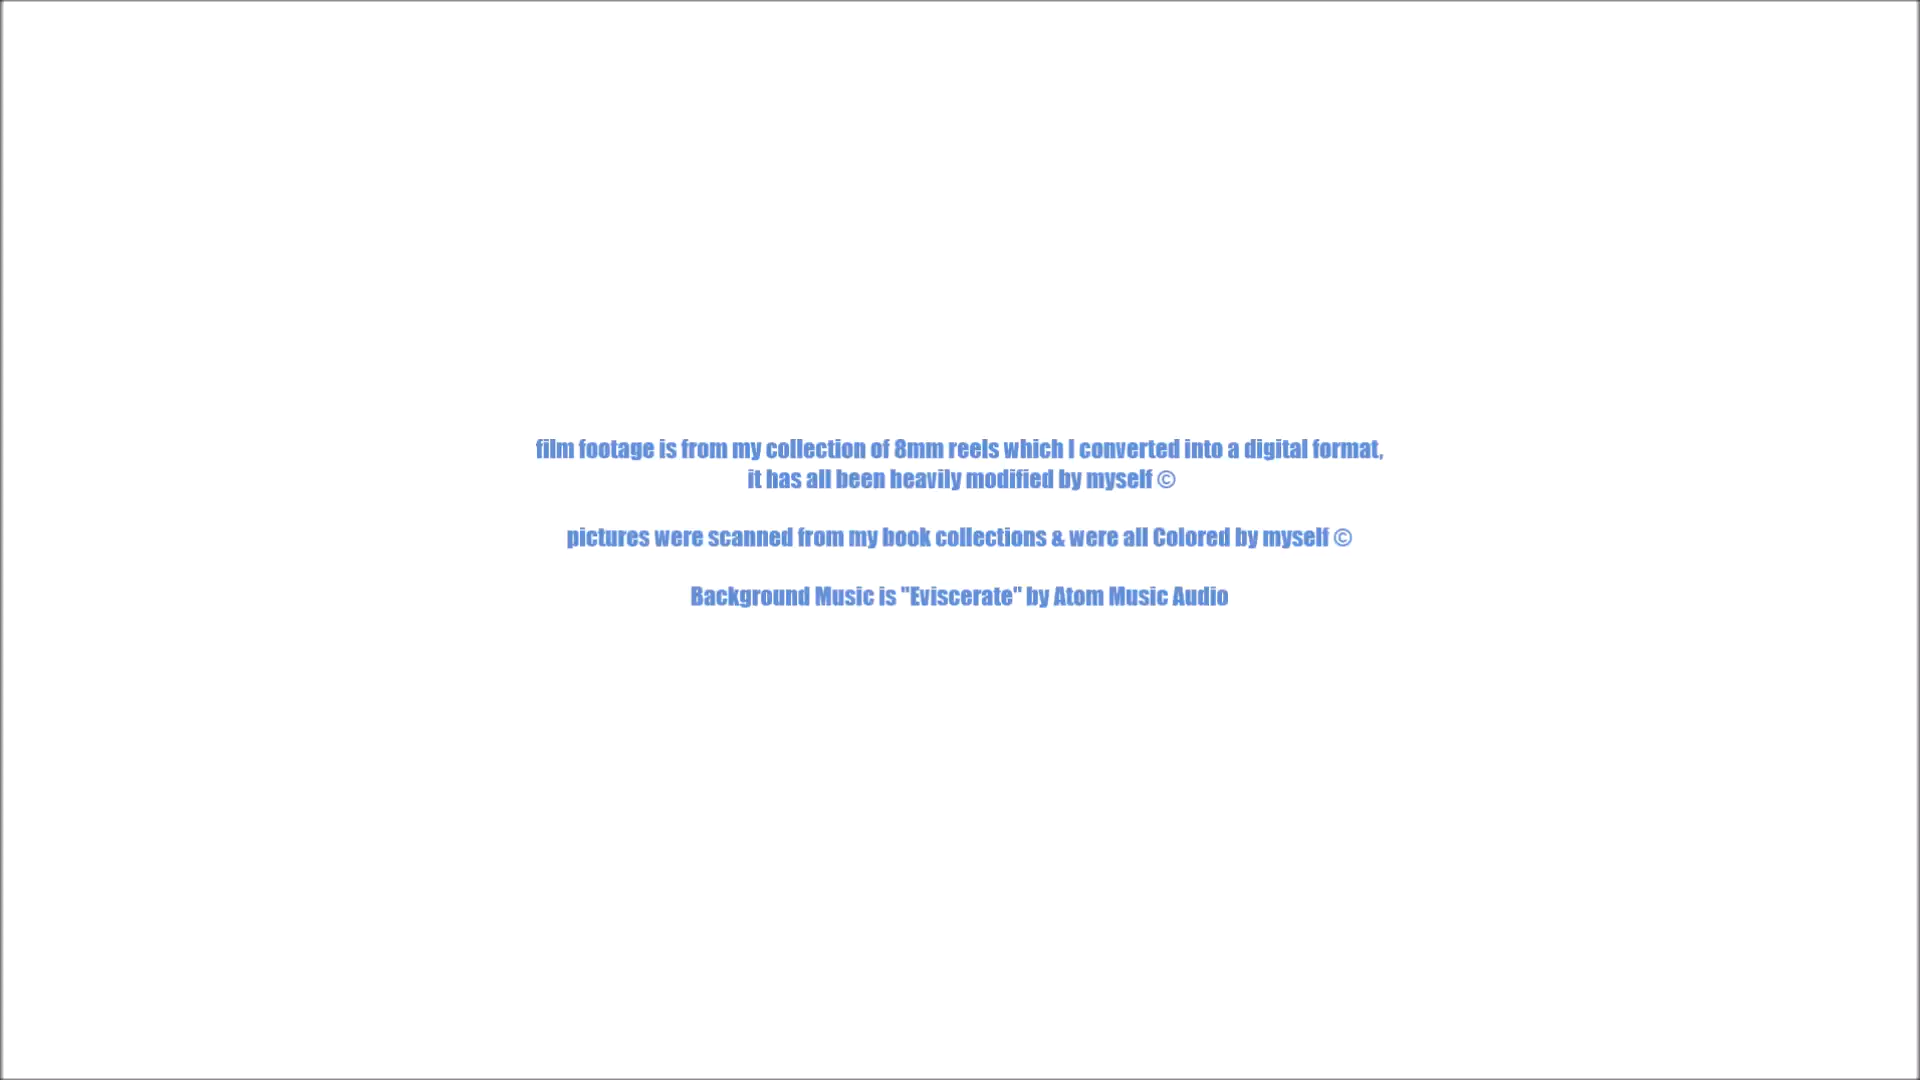 film footage is from my collection of 8mm reels which I converted into a digital format,
it has all been heavily modified by myself ©
pictures were scanned from my book collections & were all Colored by myself ©
Background Music is "Eviscerate" by Atom Music Audio